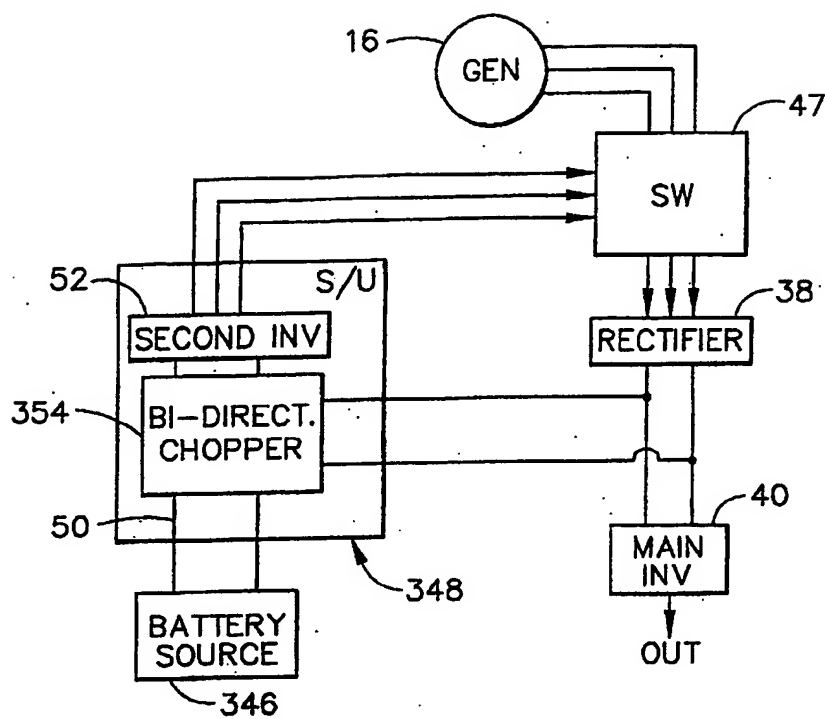 16
GEN
47
SW
S/U
52
SECOND INV
38
RECTIFIER
354
BI-DIRECT.
CHOPPER
50
40
MAIN
INV
348
BATTERY
SOURCE
OUT
346